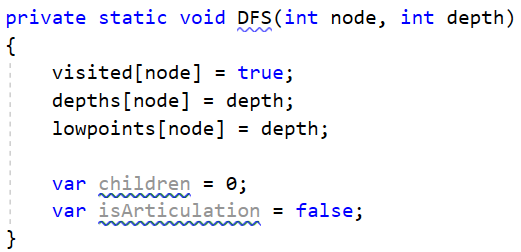 private static void DFS(int node, int depth)
{
    visited[node] = true;
    depths[node] = depth;
    lowpoints[node] = depth;

    var children = 0;
    var isArticulation = false;
}